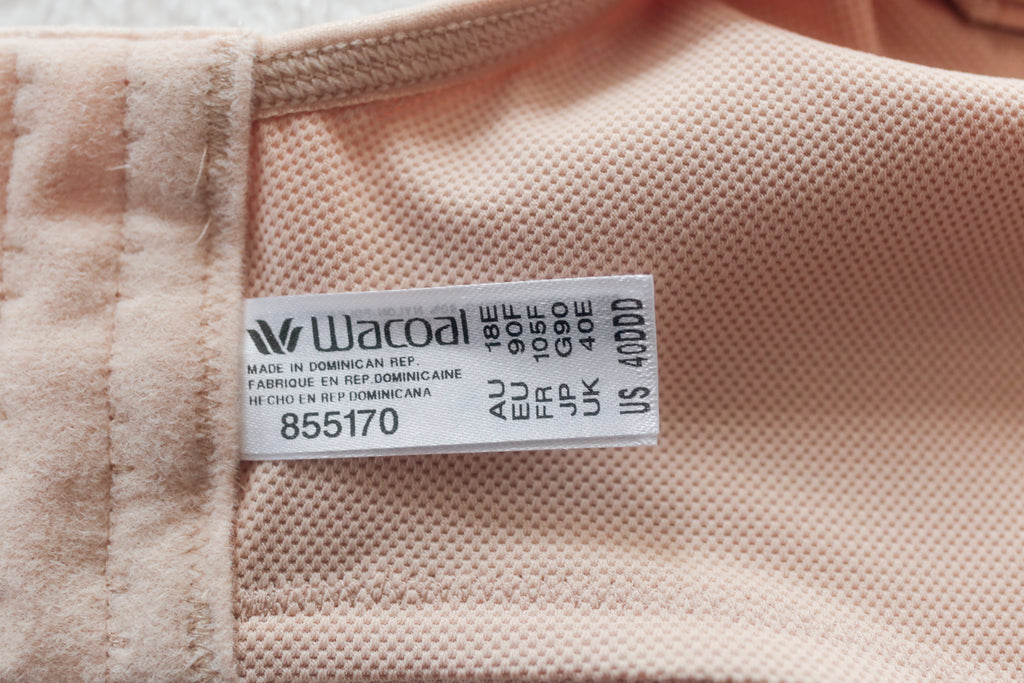 Wacoal
MADE IN DOMINICAN REP.
FABRIQUE EN REP.DOMINICAINE
HECHO EN REP.DOMINICANA
855170
AU 18E
EU 90F
FR 105F
JP G90
UK 40E
US 40DDD